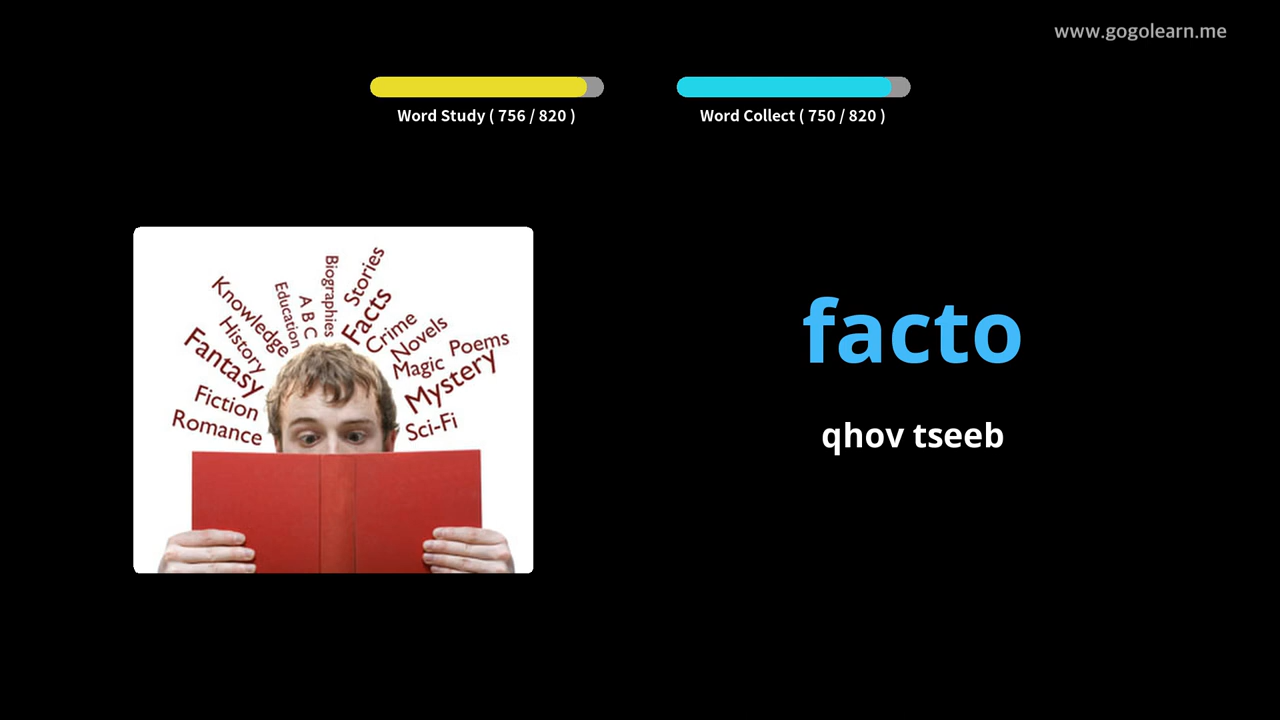 www.gogolearn.me
Word Study ( 756 / 820 )
Word Collect ( 750 / 820 )
Stories
Biographies
Education
A B C
Facts
Knowledge
History
Crime
Novels
Poems
Fantasy
Magic
Mystery
Fiction
Romance
Sci-Fi
facto
qhov tseeb